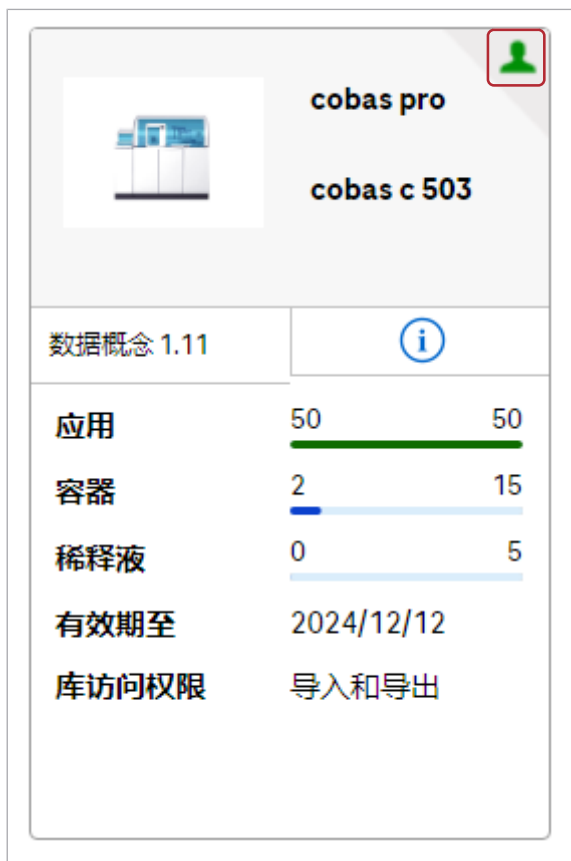 cobas pro
cobas c 503
数据概念 1.11
i
应用 50 50
容器 2 15
稀释液 0 5
有效期至 2024/12/12
库访问权限 导入和导出